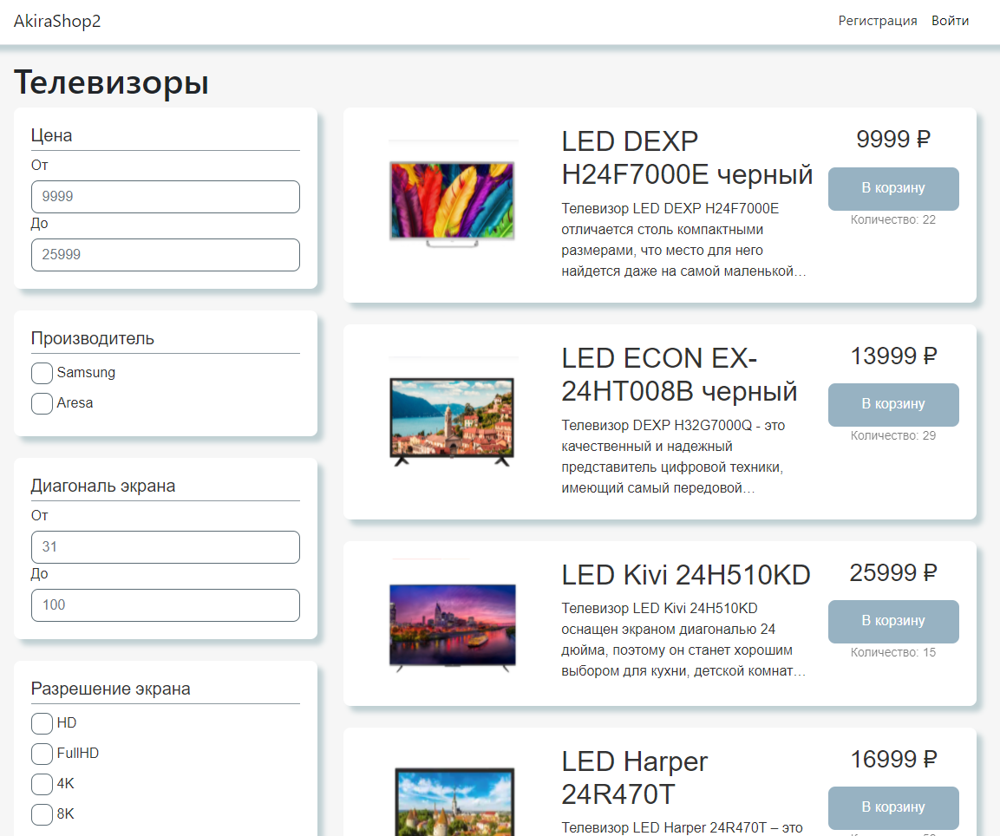 AkiraShop2
Регистрация Войти
Телевизоры
Цена
От
9999
До
25999
Производитель
Samsung
Aresa
Диагональ экрана
От
31
До
100
Разрешение экрана
HD
FullHD
4K
8K
LED DEXP
H24F7000E черный
Телевизор LED DEXP H24F7000E
отличается столь компактными
размерами, что место для него
найдется даже на самой маленькой…
9999 ₽
В корзину
Количество: 22
LED ECON EX-
24HT008B черный
Телевизор DEXP H32G7000Q - это
качественный и надежный
представитель цифровой техники,
имеющий самый передовой…
13999 ₽
В корзину
Количество: 29
LED Kivi 24H510KD
Телевизор LED Kivi 24H510KD
оснащен экраном диагональю 24
дюйма, поэтому он станет хорошим
выбором для кухни, детской комнат…
25999 ₽
В корзину
Количество: 15
LED Harper
24R470T
Телевизор LED Harper 24R470T – это
16999 ₽
В корзину